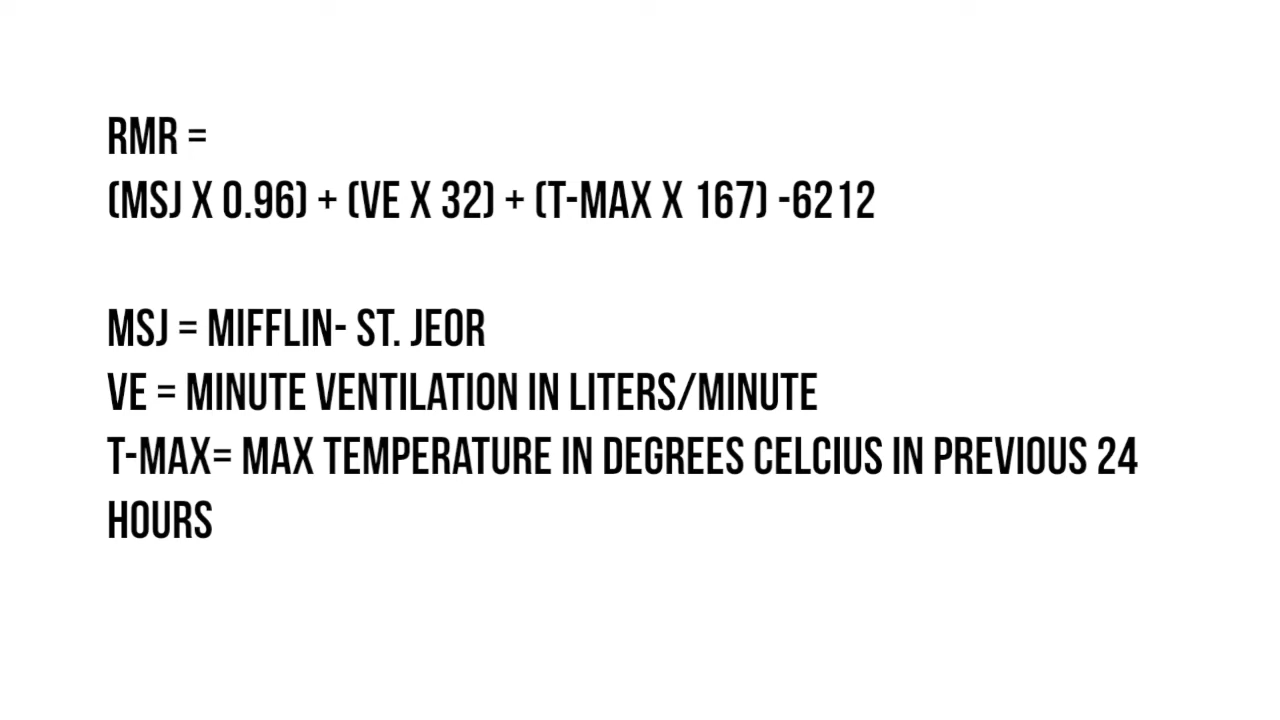 RMR =
(MSJ X 0.96) + (VE X 32) + (T-MAX X 167) -6212
MSJ = MIFFLIN- ST. JEOR
VE = MINUTE VENTILATION IN LITERS/MINUTE
T-MAX= MAX TEMPERATURE IN DEGREES CELCIUS IN PREVIOUS 24
HOURS